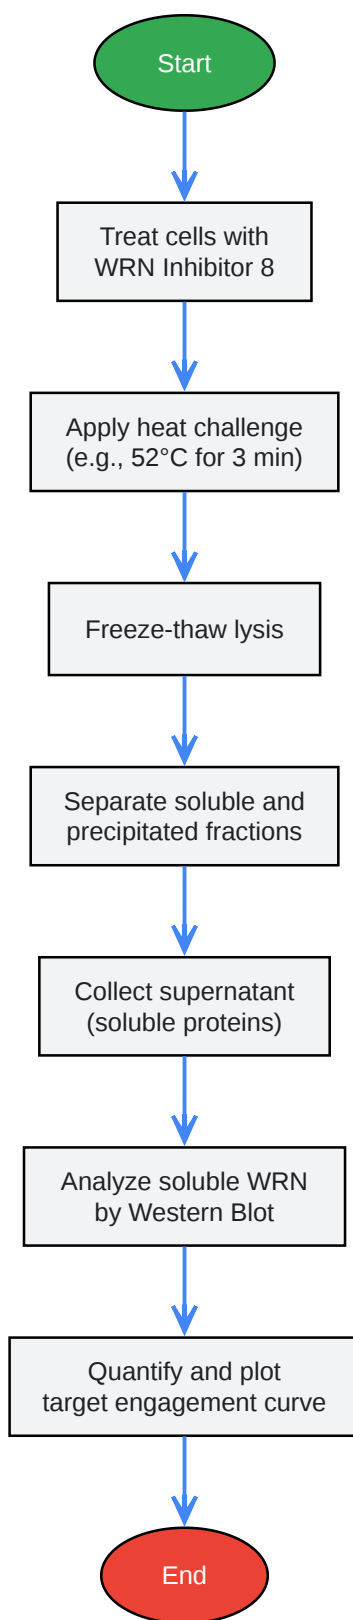 Start
Treat cells with
WRN Inhibitor 8
Apply heat challenge
(e.g., 52°C for 3 min)
Freeze-thaw lysis
Separate soluble and
precipitated fractions
Collect supernatant
(soluble proteins)
Analyze soluble WRN
by Western Blot
Quantify and plot
target engagement curve
End